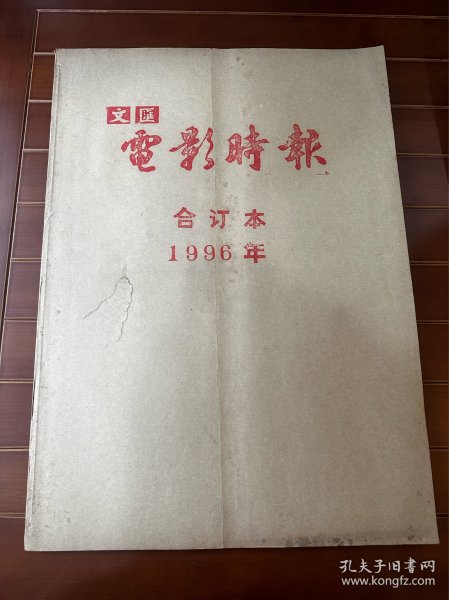 文匯
電影時報
合订本
1996年
孔夫子旧书网
www.kongfz.com